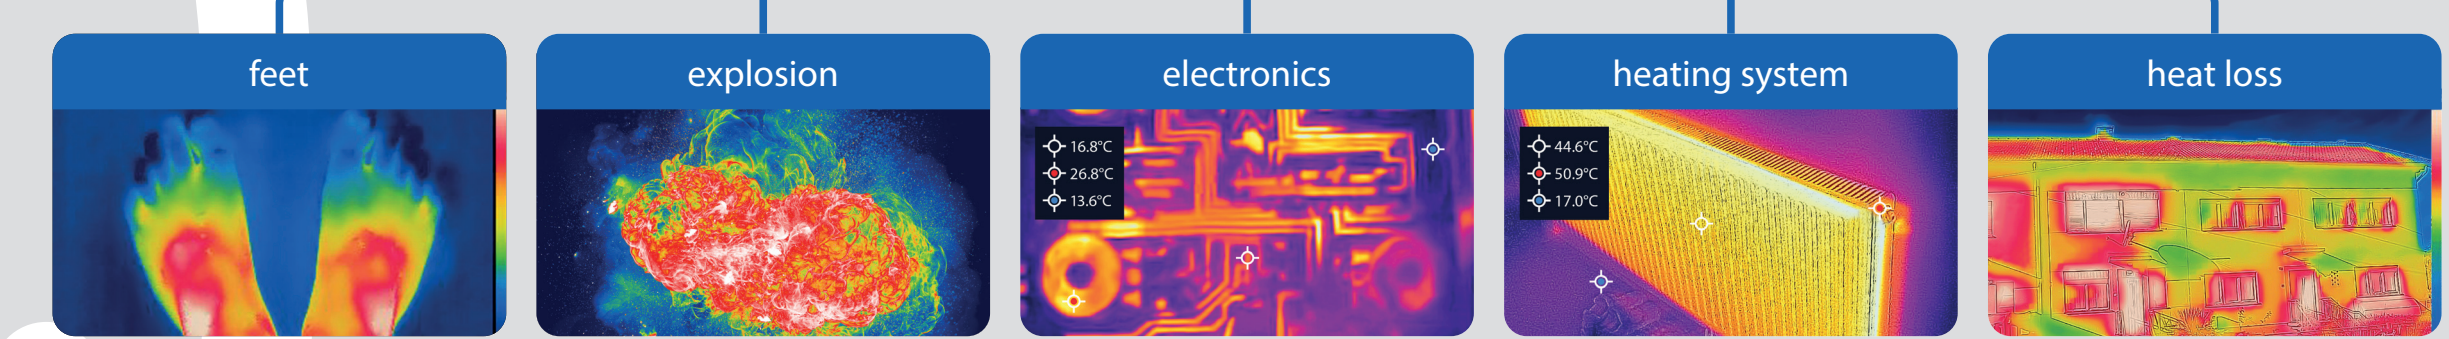 feet
explosion
electronics
16.8°C
26.8°C
13.6°C
heating system
44.6°C
50.9°C
17.0°C
heat loss